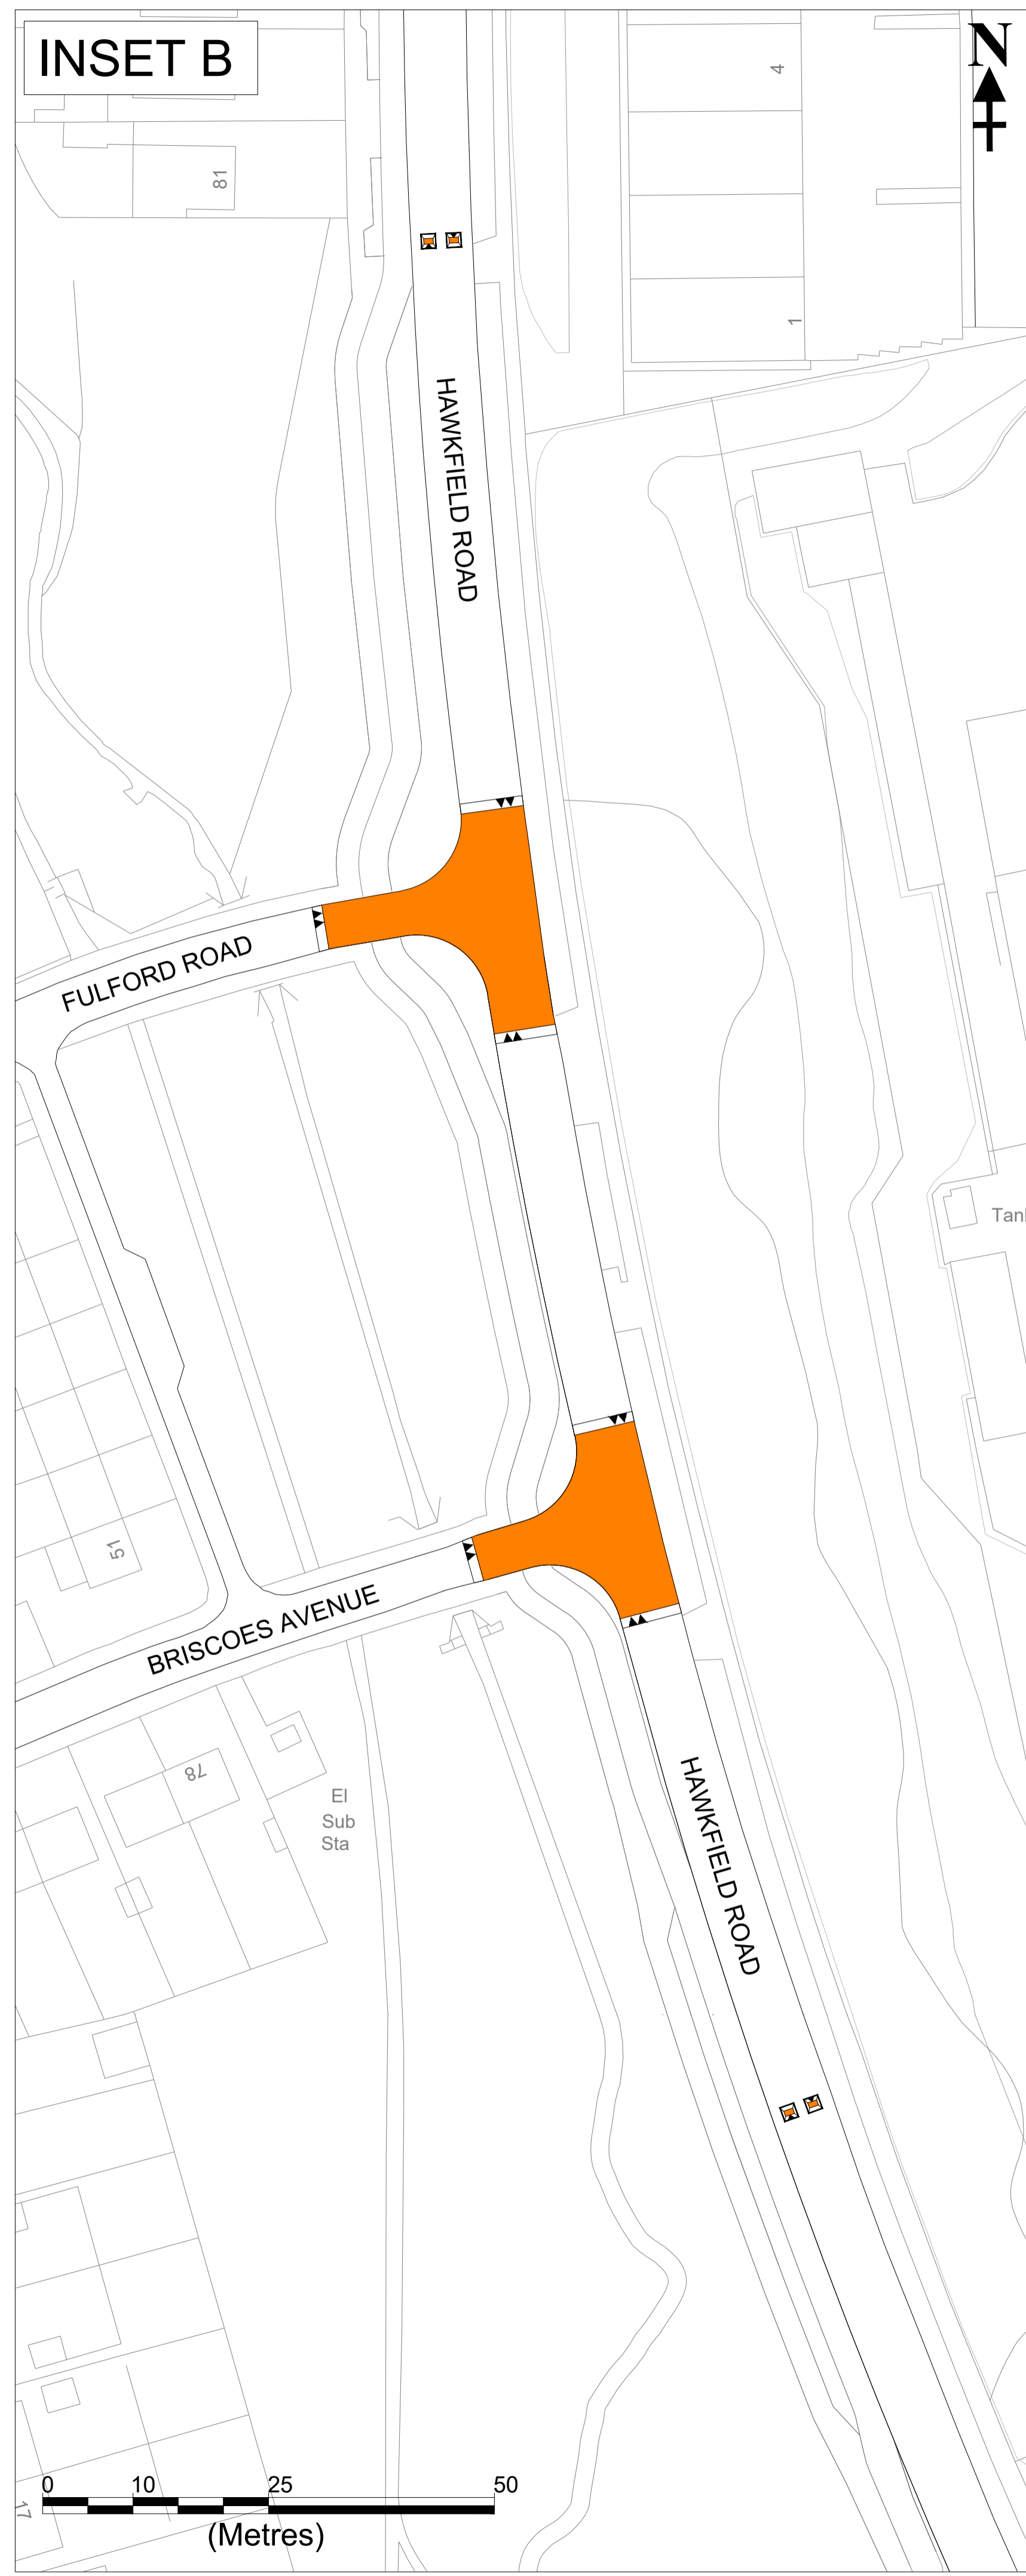 INSET B
N
4
81
1
HAWKFIELD ROAD
FULFORD ROAD
Tank
51
BRISCOES AVENUE
78
El
Sub
Sta
HAWKFIELD ROAD
0 10 25 50
17
(Metres)